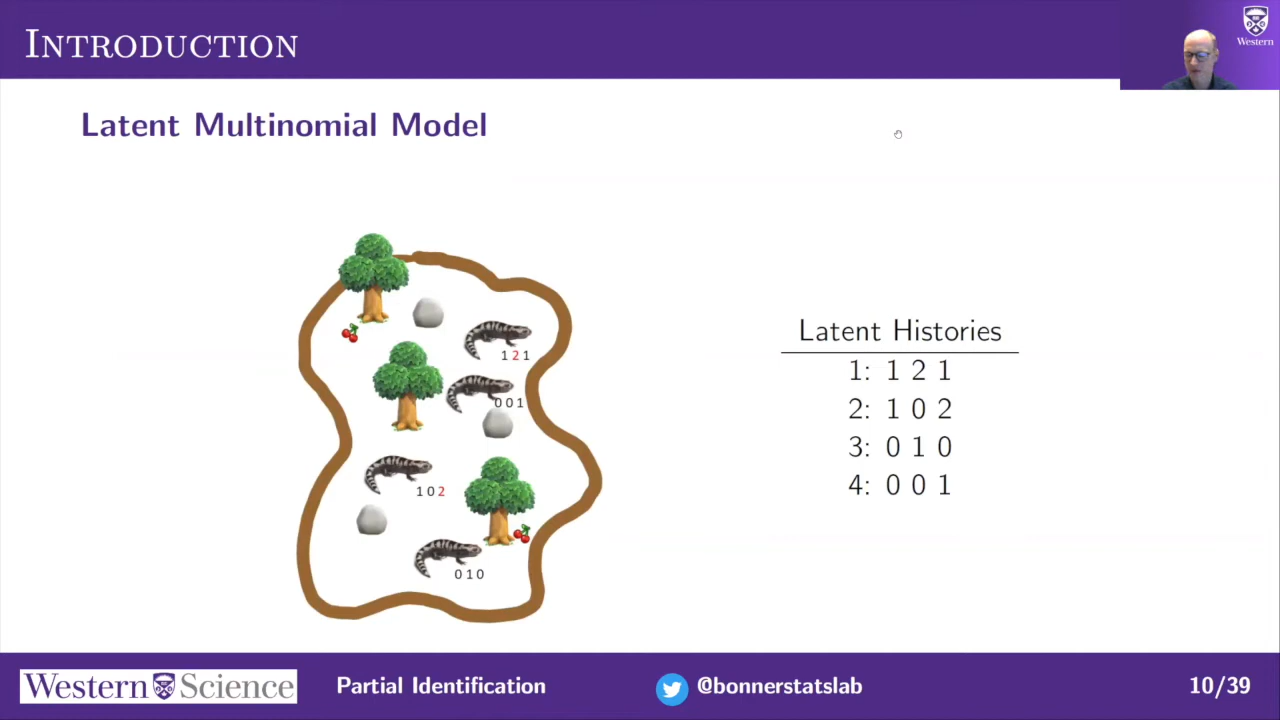 Introduction
Western
Latent Multinomial Model
1 2 1
0 0 1
1 0 2
0 1 0
Latent Histories
1: 1 2 1
2: 1 0 2
3: 0 1 0
4: 0 0 1
Western Science
Partial Identification
@bonnerstatslab
10/39